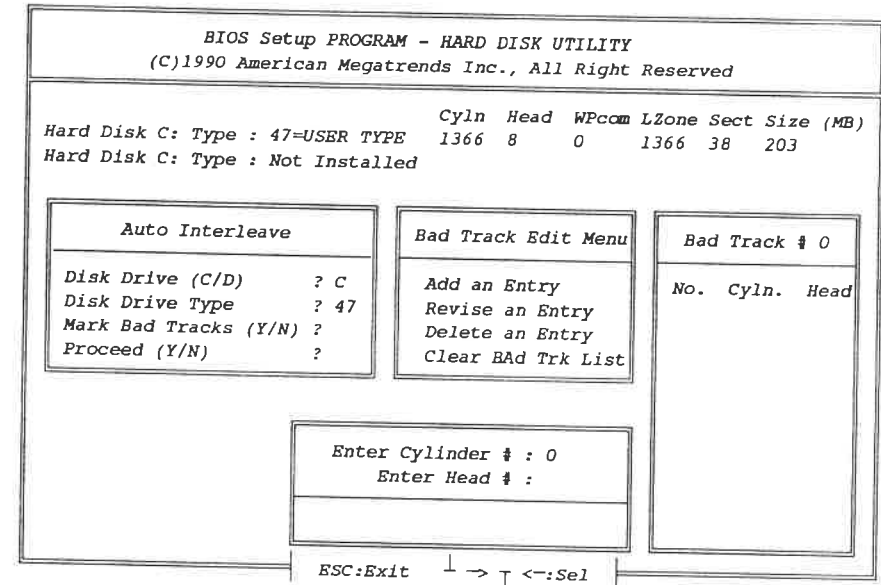 BIOS Setup PROGRAM - HARD DISK UTILITY
(C)1990 American Megatrends Inc., All Right Reserved
Cyln Head WPcom LZone Sect Size (MB)
Hard Disk C: Type : 47=USER TYPE 1366 8 0 1366 38 203
Hard Disk C: Type : Not Installed
Auto Interleave
Disk Drive (C/D) ? C
Disk Drive Type ? 47
Mark Bad Tracks (Y/N) ?
Proceed (Y/N) ?
Bad Track Edit Menu
Add an Entry
Revise an Entry
Delete an Entry
Clear BAd Trk List
Bad Track # 0
No. Cyln. Head
Enter Cylinder # : 0
Enter Head # :
ESC:Exit ┴ → ┬ <-:Sel